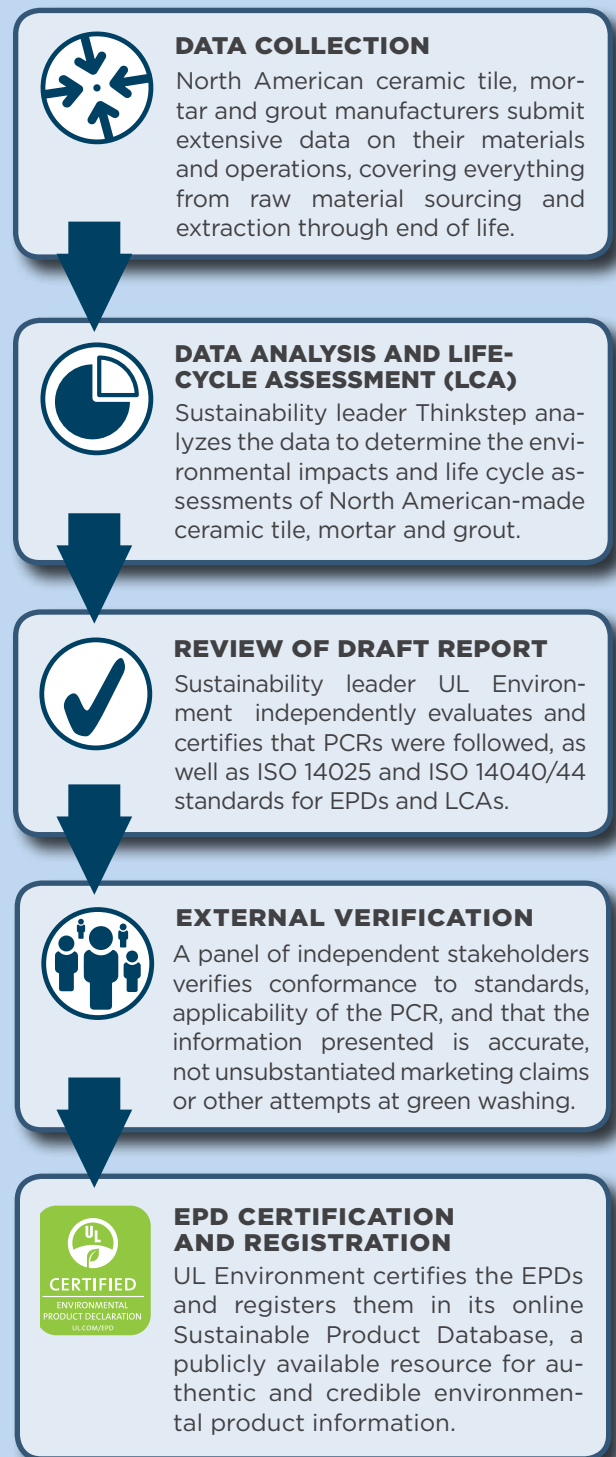 DATA COLLECTION
North American ceramic tile, mor-
tar and grout manufacturers submit
extensive data on their materials
and operations, covering everything
from raw material sourcing and
extraction through end of life.
DATA ANALYSIS AND LIFE-
CYCLE ASSESSMENT (LCA)
Sustainability leader Thinkstep ana-
lyzes the data to determine the envi-
ronmental impacts and life cycle as-
sessments of North American-made
ceramic tile, mortar and grout.
REVIEW OF DRAFT REPORT
Sustainability leader UL Environ-
ment independently evaluates and
certifies that PCRs were followed, as
well as ISO 14025 and ISO 14040/44
standards for EPDs and LCAs.
EXTERNAL VERIFICATION
A panel of independent stakeholders
verifies conformance to standards,
applicability of the PCR, and that the
information presented is accurate,
not unsubstantiated marketing claims
or other attempts at green washing.
UL
CERTIFIED
ENVIRONMENTAL
PRODUCT DECLARATION
UL.COM/EPD
EPD CERTIFICATION
AND REGISTRATION
UL Environment certifies the EPDs
and registers them in its online
Sustainable Product Database, a
publicly available resource for au-
thentic and credible environmen-
tal product information.